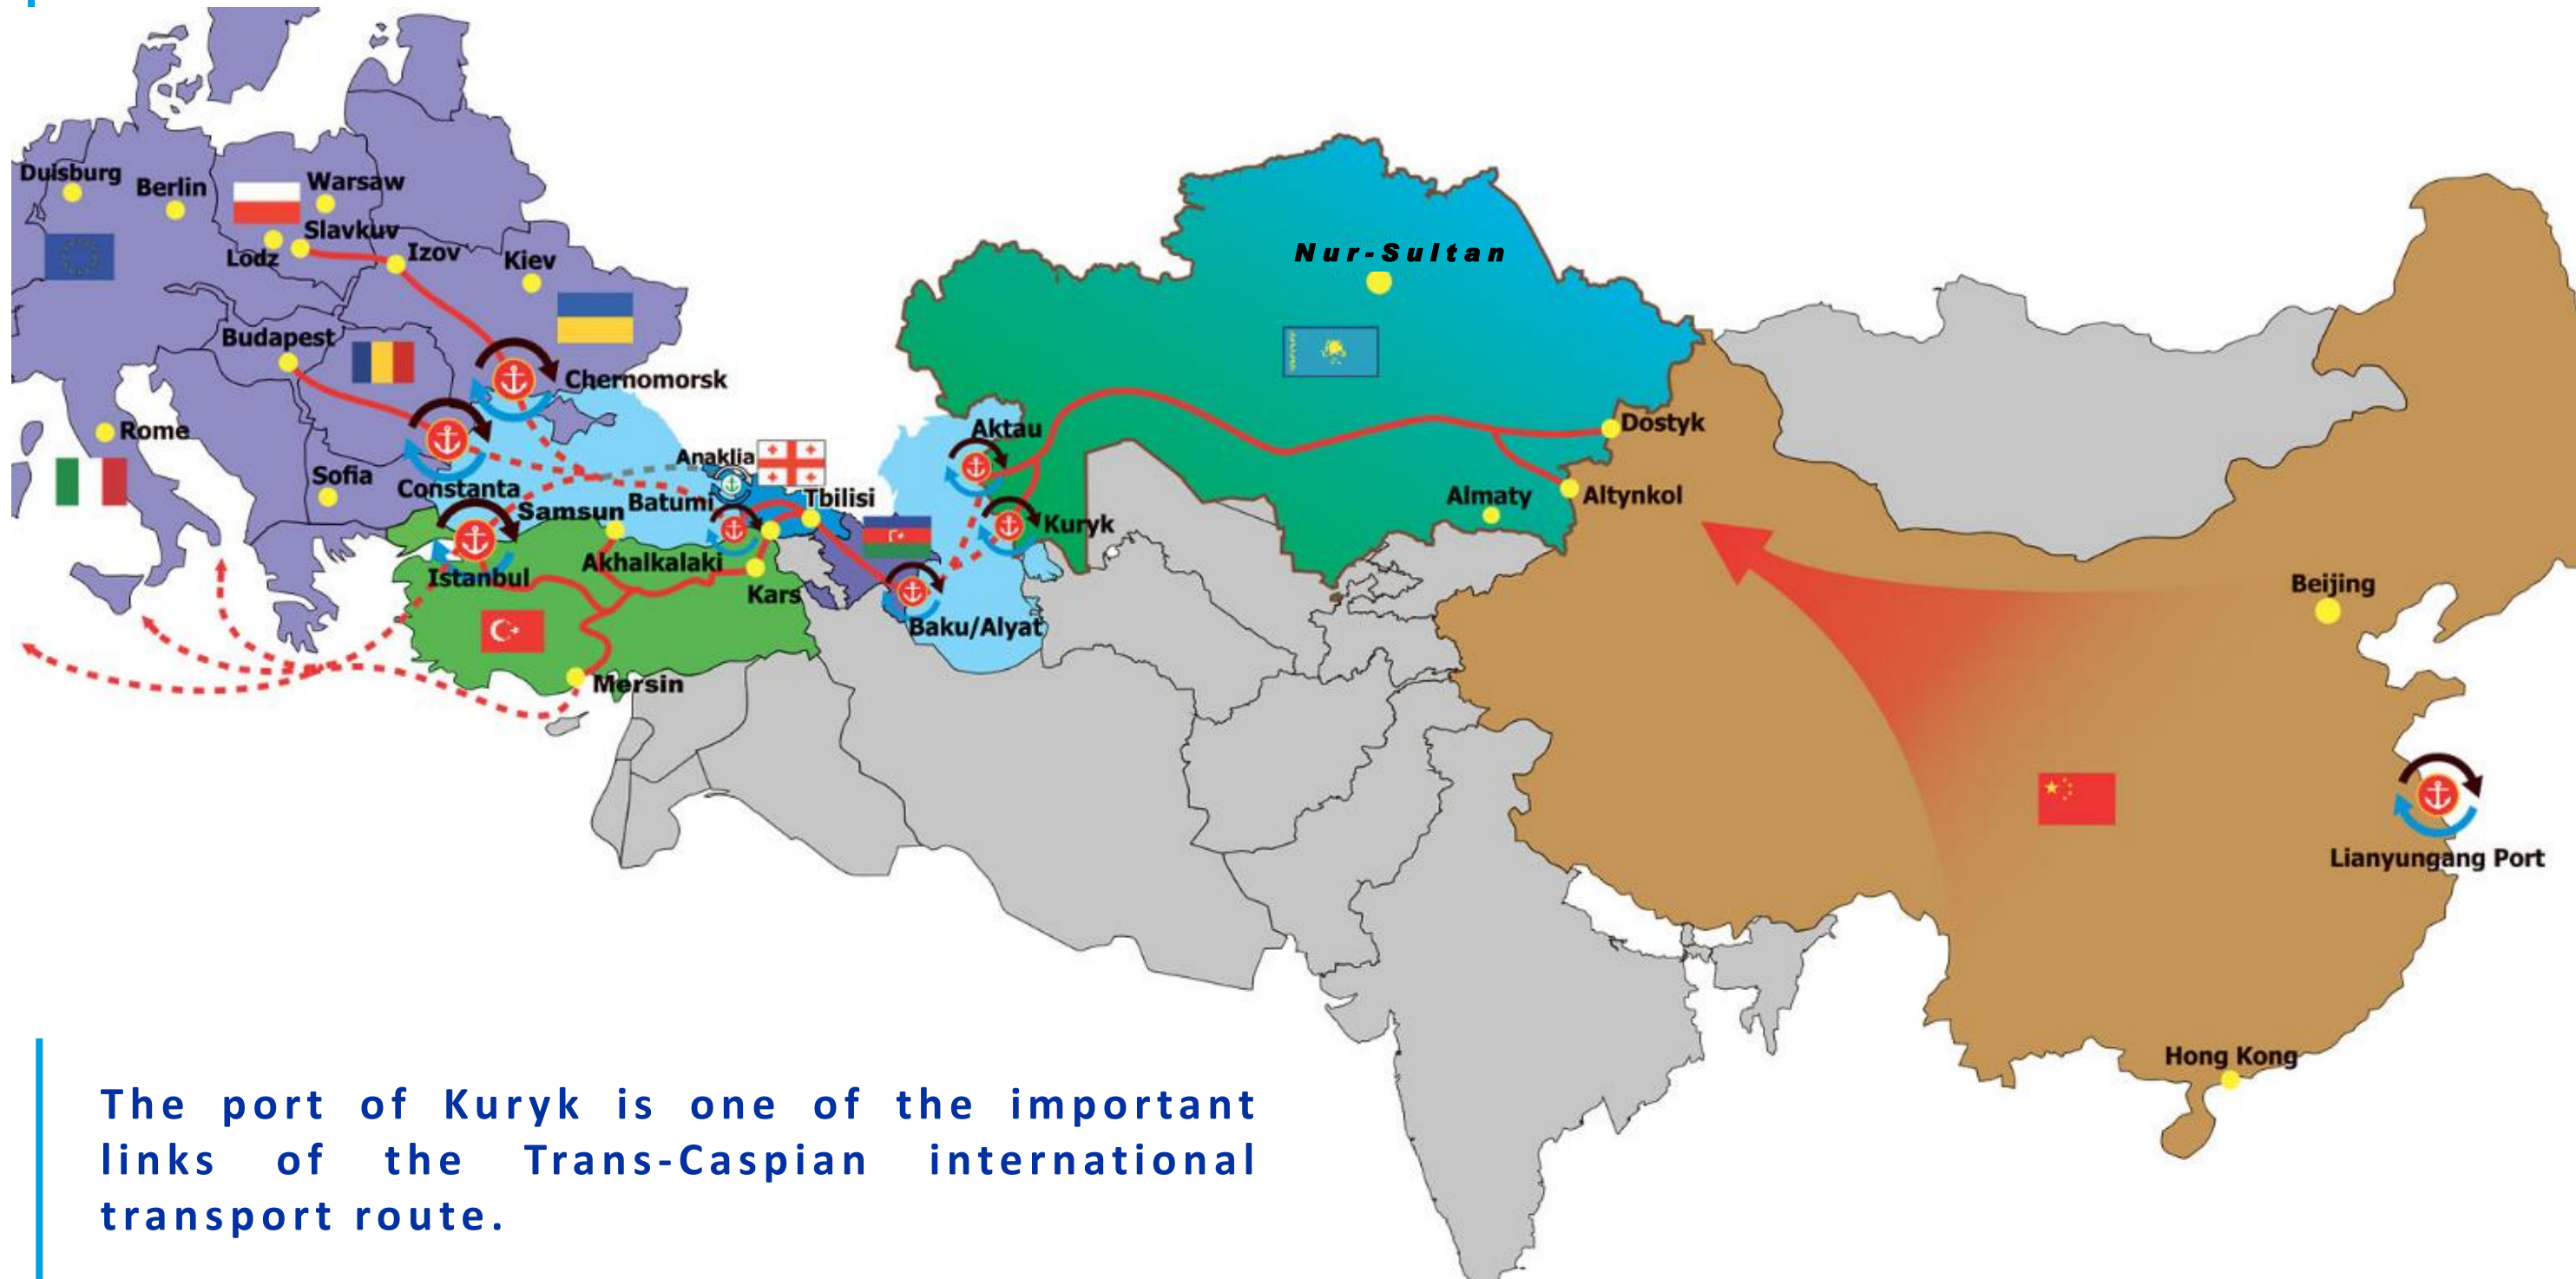 Duisburg
Berlin
Warsaw
Slavkuv
Lodz
Izov
Kiev
Budapest
Chernomorsk
Rome
Sofia
Constanta
Samsun
Anaklia
Batumi
Tbilisi
Istanbul
Akhalkalaki
Kars
Mersin
Baku/Alyat
Aktau
Kuryk
Nur-Sultan
Dostyk
Almaty
Altynkol
Beijing
Lianyungang Port
Hong Kong
The port of Kuryk is one of the important
links of the Trans-Caspian international
transport route.